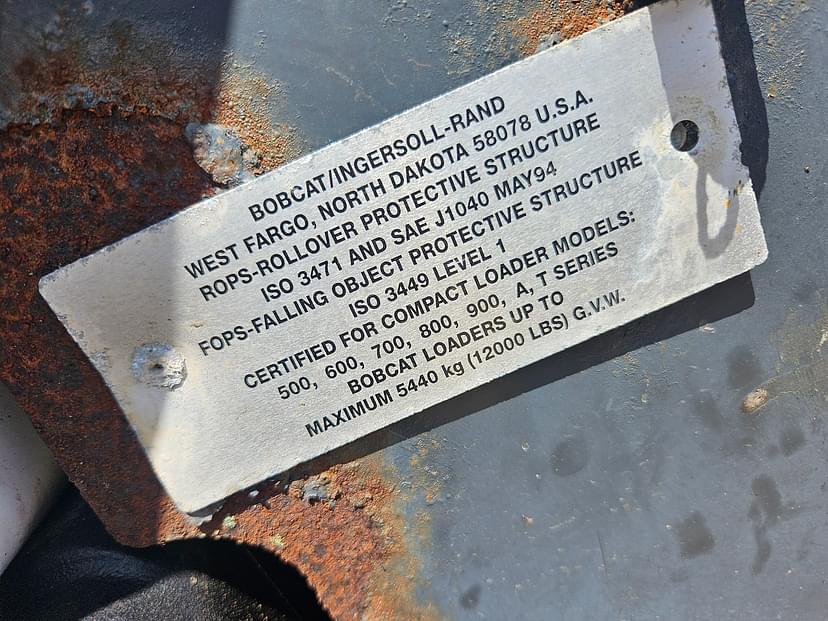 BOBCAT/INGERSOLL-RAND
WEST FARGO, NORTH DAKOTA 58078 U.S.A.
ROPS-ROLLOVER PROTECTIVE STRUCTURE
ISO 3471 AND SAE J1040 MAY94
FOPS-FALLING OBJECT PROTECTIVE STRUCTURE
ISO 3449 LEVEL 1
CERTIFIED FOR COMPACT LOADER MODELS:
500, 600, 700, 800, 900, A, T SERIES
BOBCAT LOADERS UP TO
MAXIMUM 5440 kg (12000 LBS) G.V.W.